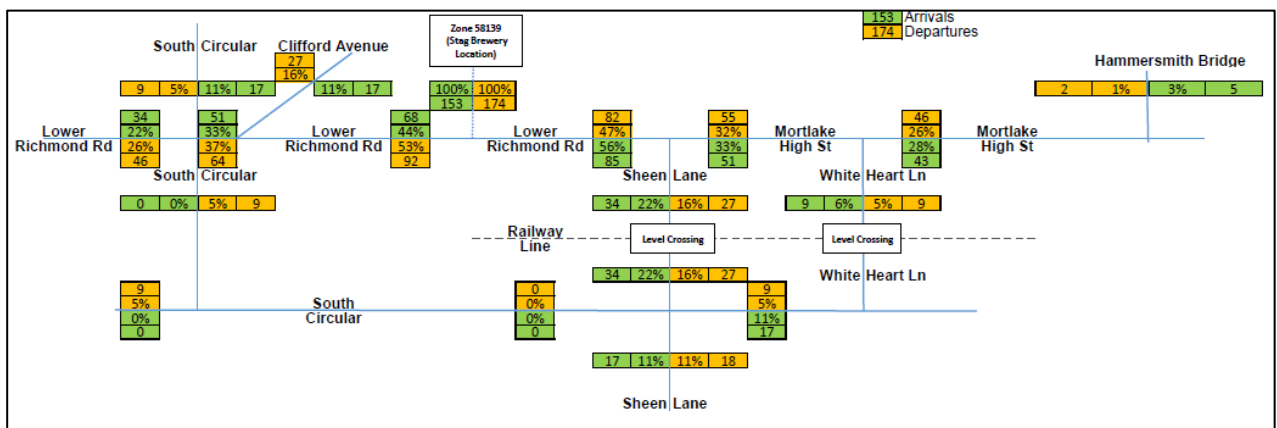 153 Arrivals
174 Departures
Zone 58139
(Stag Brewery
Location)
South Circular
Clifford Avenue
27
16%
Hammersmith Bridge
9 5% 11% 17
11% 17
100% 100%
153 174
2 1% 3% 5
34
22%
26%
46
51
33%
37%
64
68
44%
53%
92
82
47%
56%
85
55
32%
33%
51
46
26%
28%
43
Lower
Richmond Rd
Lower
Richmond Rd
Lower
Richmond Rd
Mortlake
High St
Mortlake
High St
South Circular
Sheen Lane
White Heart Ln
0 0% 5% 9
34 22% 16% 27
9 6% 5% 9
Railway
Line
Level Crossing
Level Crossing
34 22% 16% 27
White Heart Ln
9
5%
0%
0
South
Circular
0
0%
0%
0
9
5%
11%
17
17 11% 11% 18
Sheen Lane